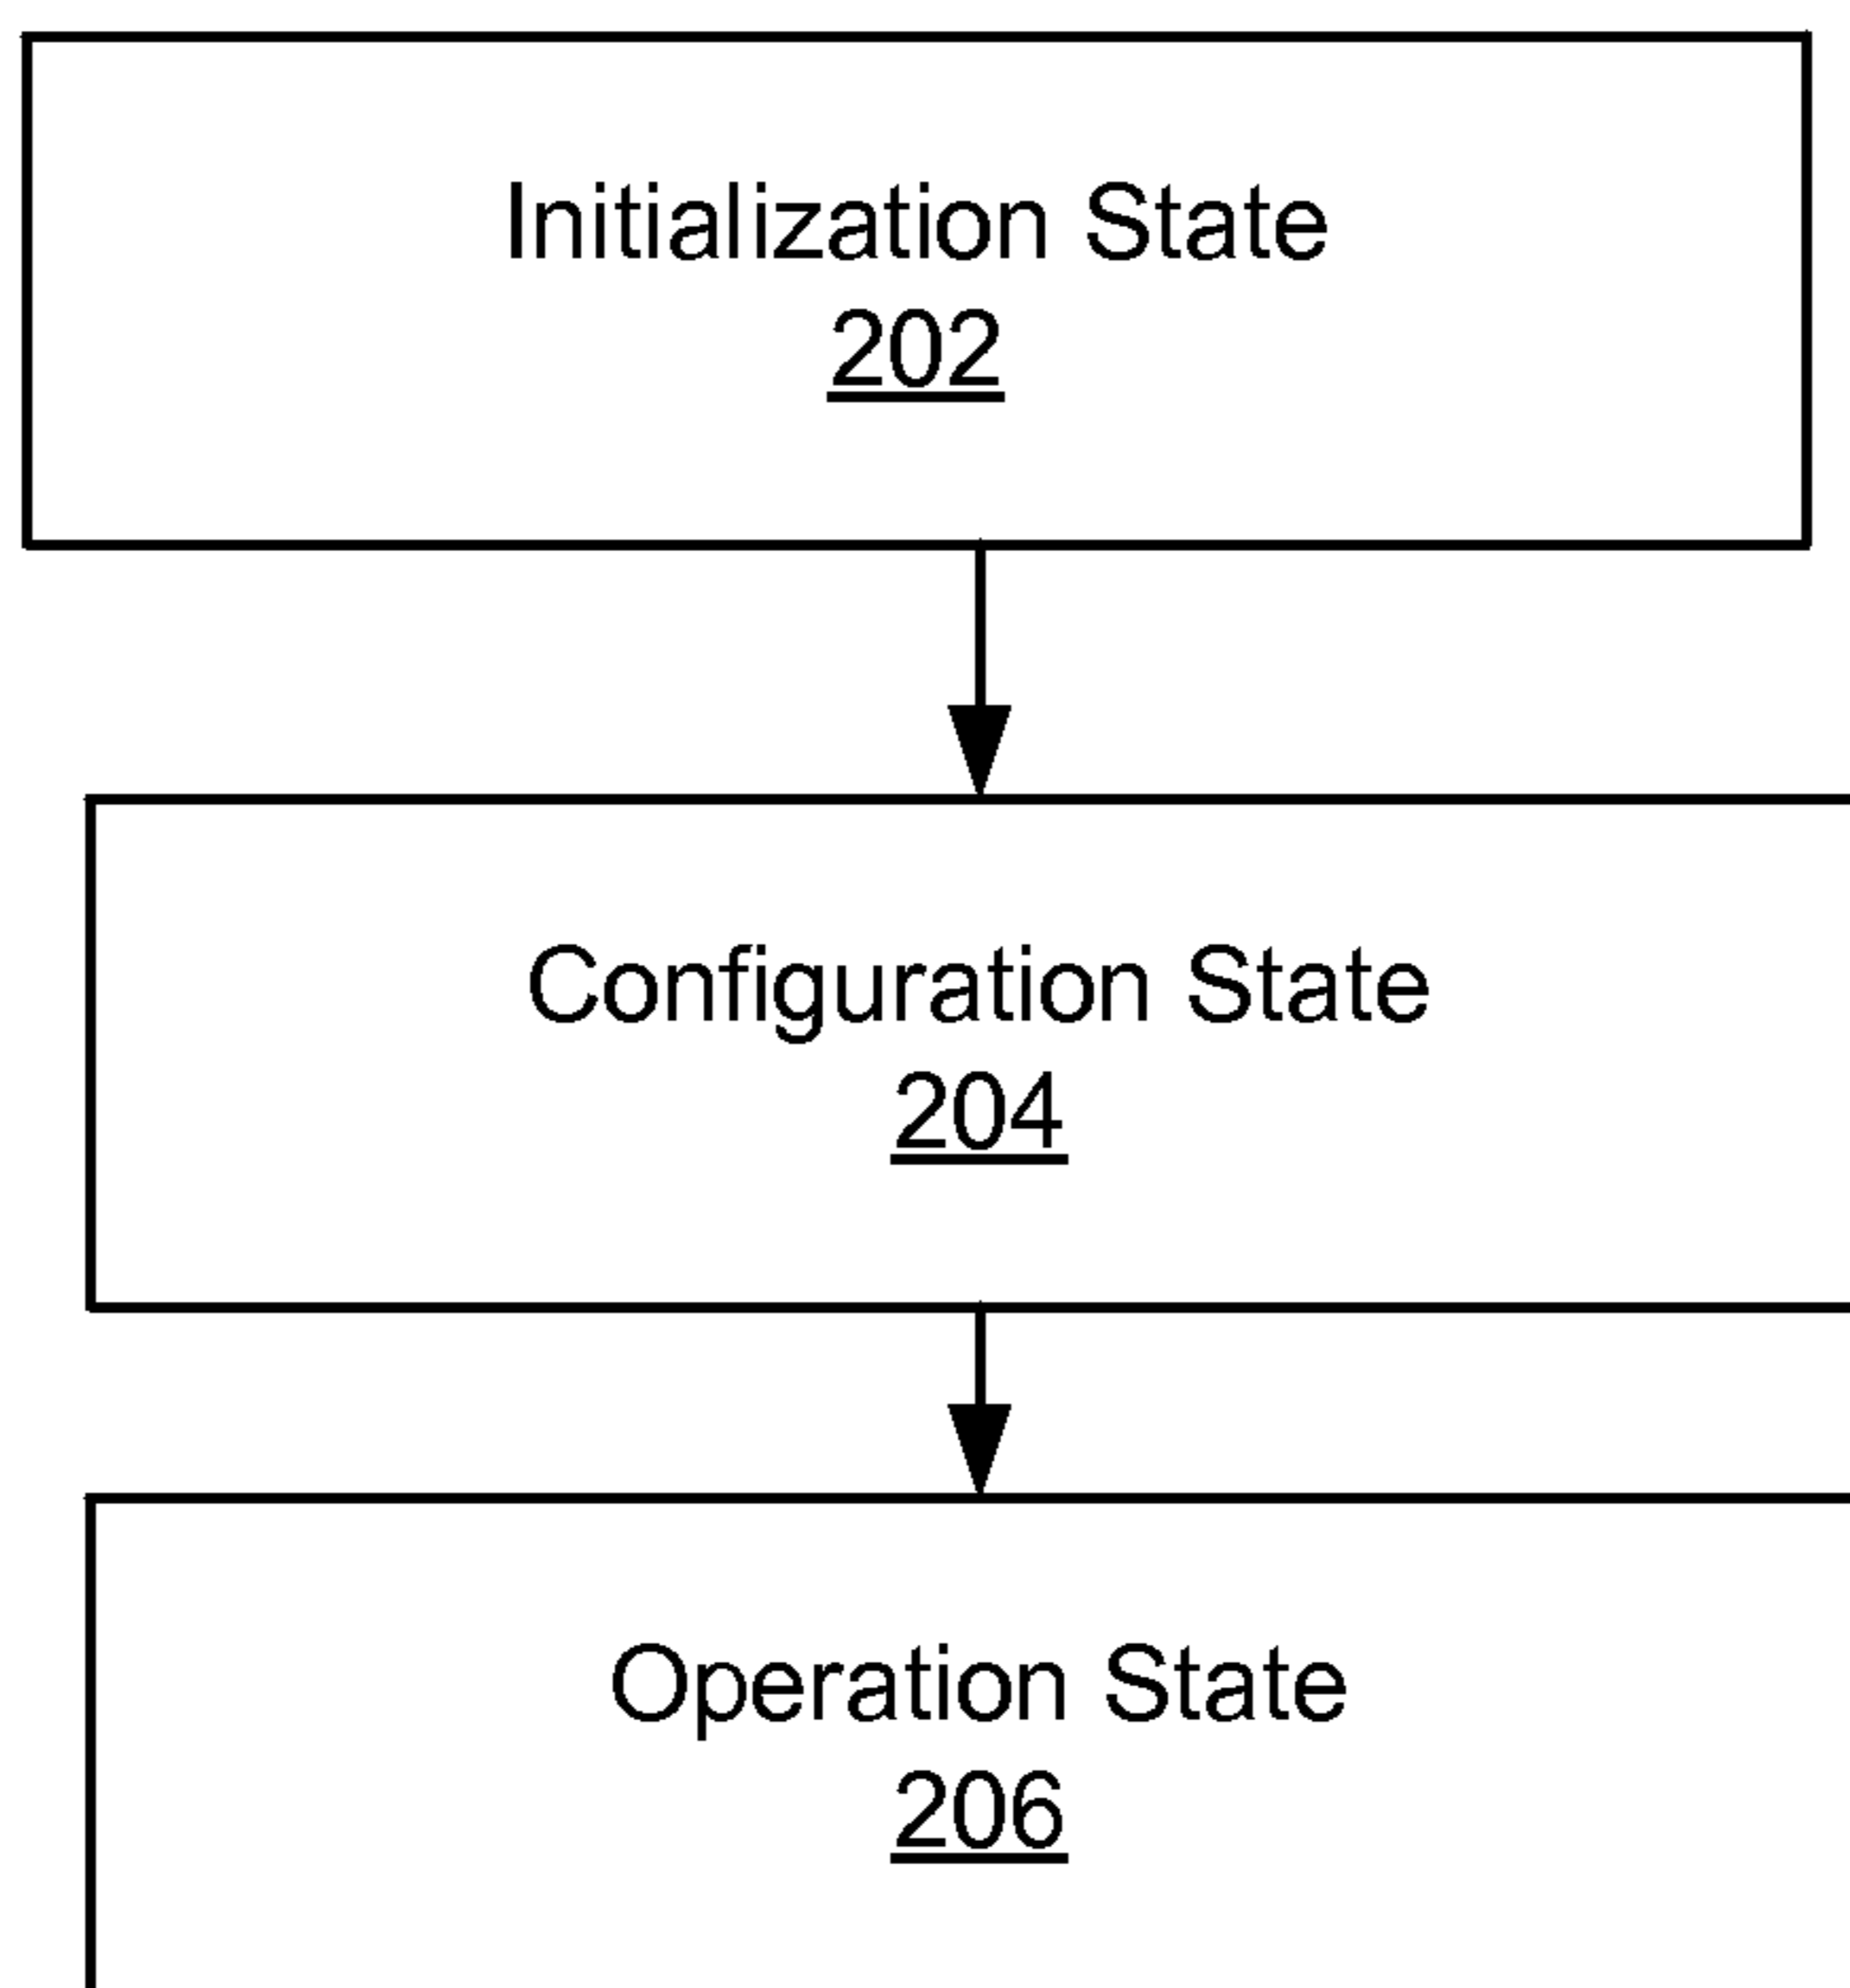 Initialization State
202
Configuration State
204
Operation State
206